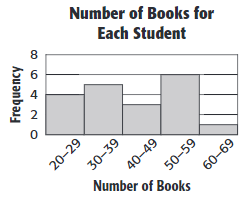 Number of Books for
Each Student
Frequency
8
6
4
2
0
20–29
30–39
40–49
50–59
60–69
Number of Books